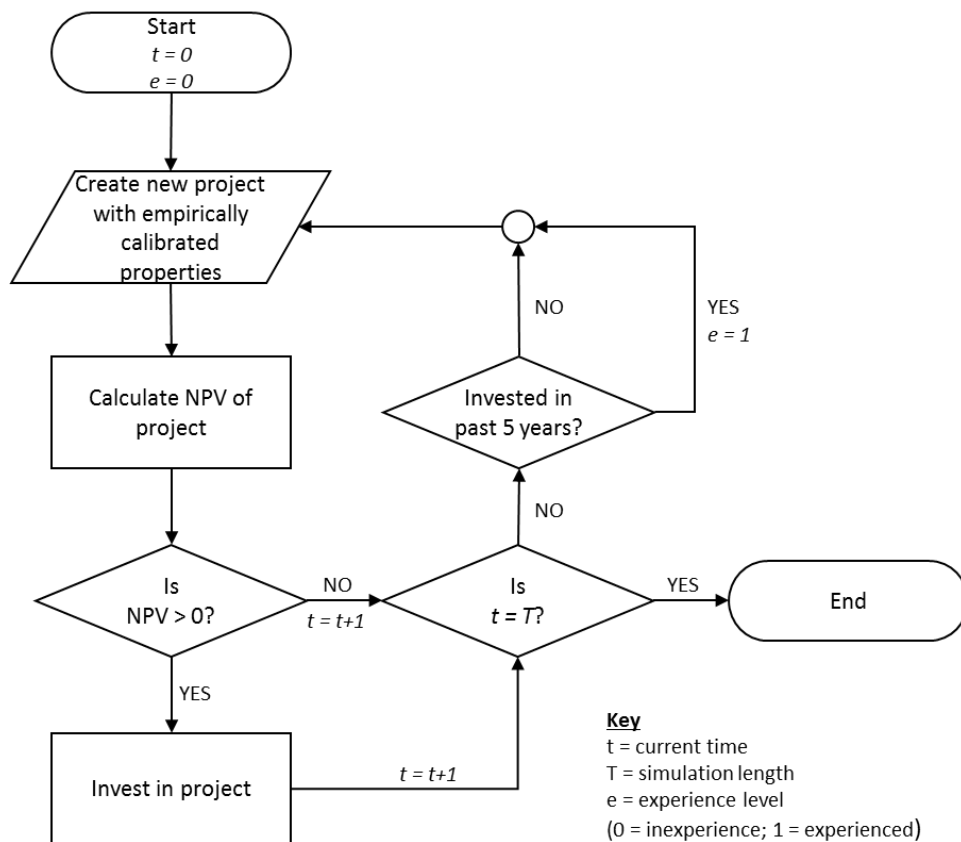 Start
t = 0
e = 0
Create new project
with empirically
calibrated
properties
NO
YES
e = 1
Calculate NPV of
project
Invested in
past 5 years?
NO
Is
NPV > 0?
NO
t = t+1
Is
t = T?
YES
End
YES
Invest in project
t = t+1
Key
t = current time
T = simulation length
e = experience level
(0 = inexperience; 1 = experienced)